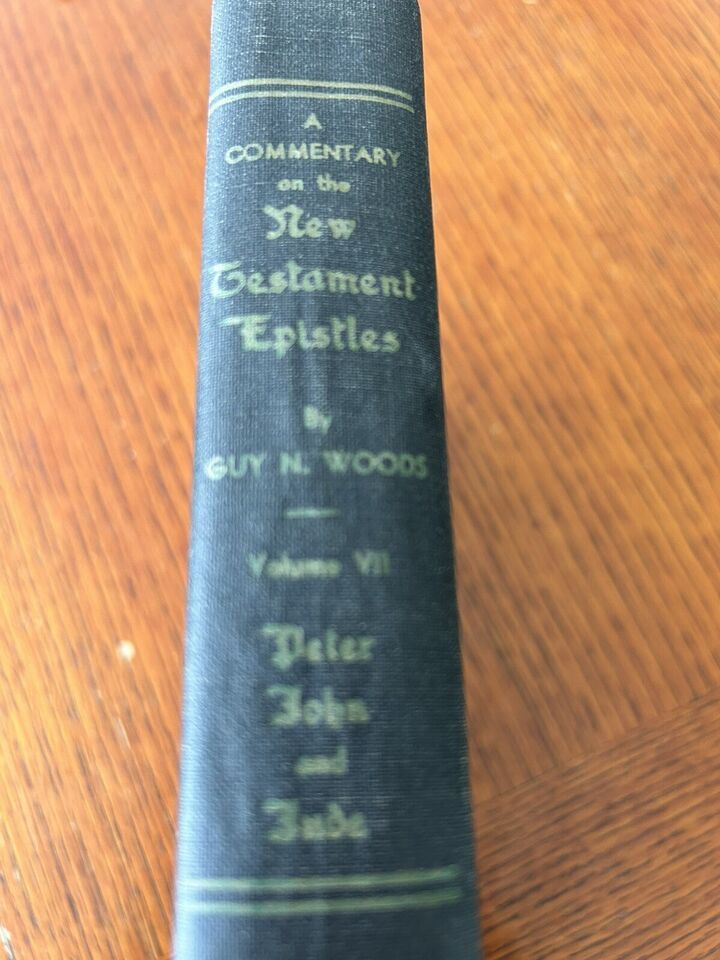 A
COMMENTARY
on the
New
Testament
Epistles
By
GUY N. WOODS
Volume VII
Peter
John
and
Jude